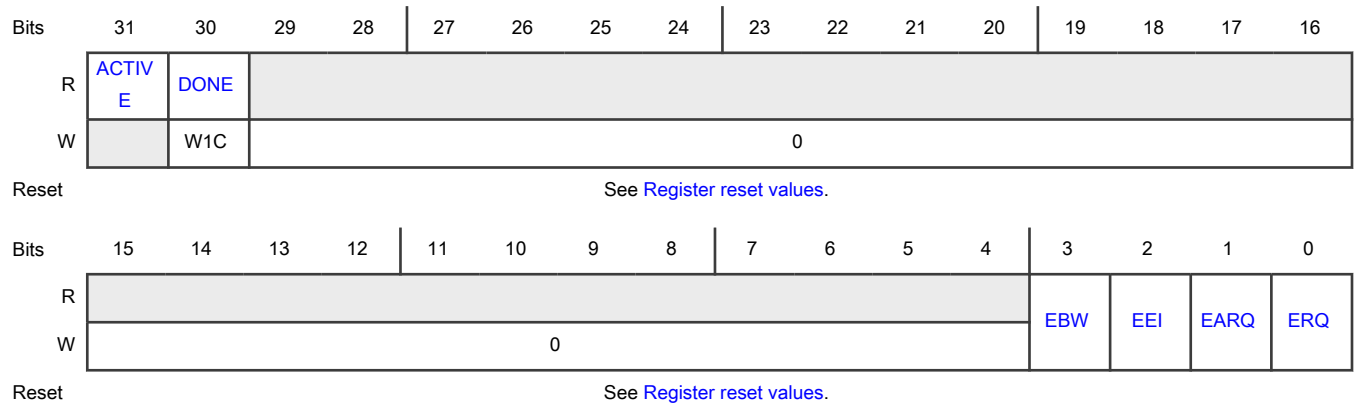 Bits 31 30 29 28 27 26 25 24 23 22 21 20 19 18 17 16
R ACTIV DONE
E
W W1C 0
Reset See Register reset values.
Bits 15 14 13 12 11 10 9 8 7 6 5 4 3 2 1 0
R
EBW EEI EARQ ERQ
W 0
Reset See Register reset values.